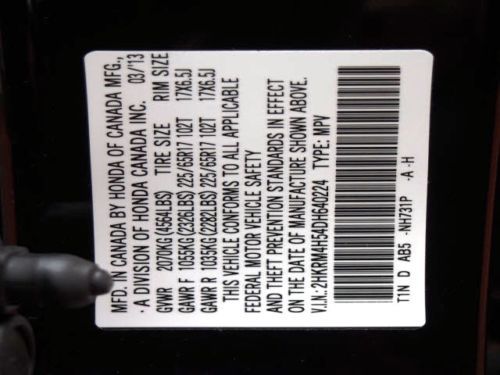 MFD. IN CANADA BY HONDA OF CANADA MFG.,
A DIVISION OF HONDA CANADA INC. 03/13
GVWR 2070KG (4564LBS) TIRE SIZE RIM SIZE
GAWR F 1055KG (2326LBS) 225/65R17 102T 17X6.5J
GAWR R 1035KG (2282LBS) 225/65R17 102T 17X6.5J
THIS VEHICLE CONFORMS TO ALL APPLICABLE
FEDERAL MOTOR VEHICLE SAFETY
AND THEFT PREVENTION STANDARDS IN EFFECT
ON THE DATE OF MANUFACTURE SHOWN ABOVE.
V.I.N.: 2HKRM4H54DH640224 TYPE: MPV
T1N D AB5 -NH731P -A -H